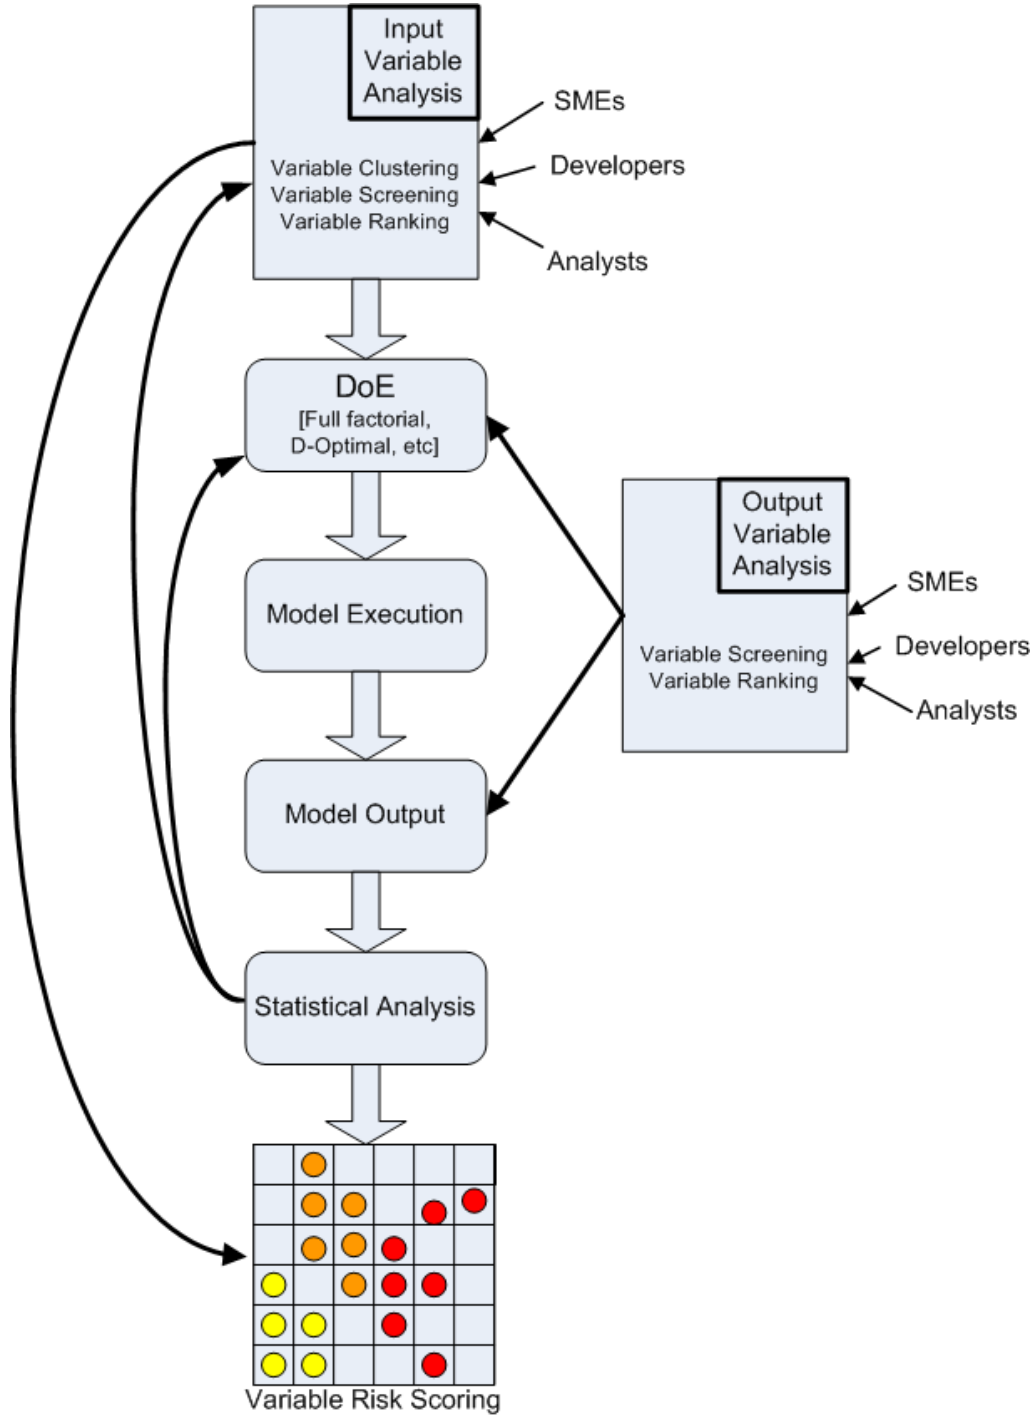 Input
Variable
Analysis
SMEs
Developers
Variable Clustering
Variable Screening
Variable Ranking
Analysts
DoE
[Full factorial,
D-Optimal, etc]
Output
Variable
Analysis
SMEs
Developers
Variable Screening
Variable Ranking
Analysts
Model Execution
Model Output
Statistical Analysis
Variable Risk Scoring